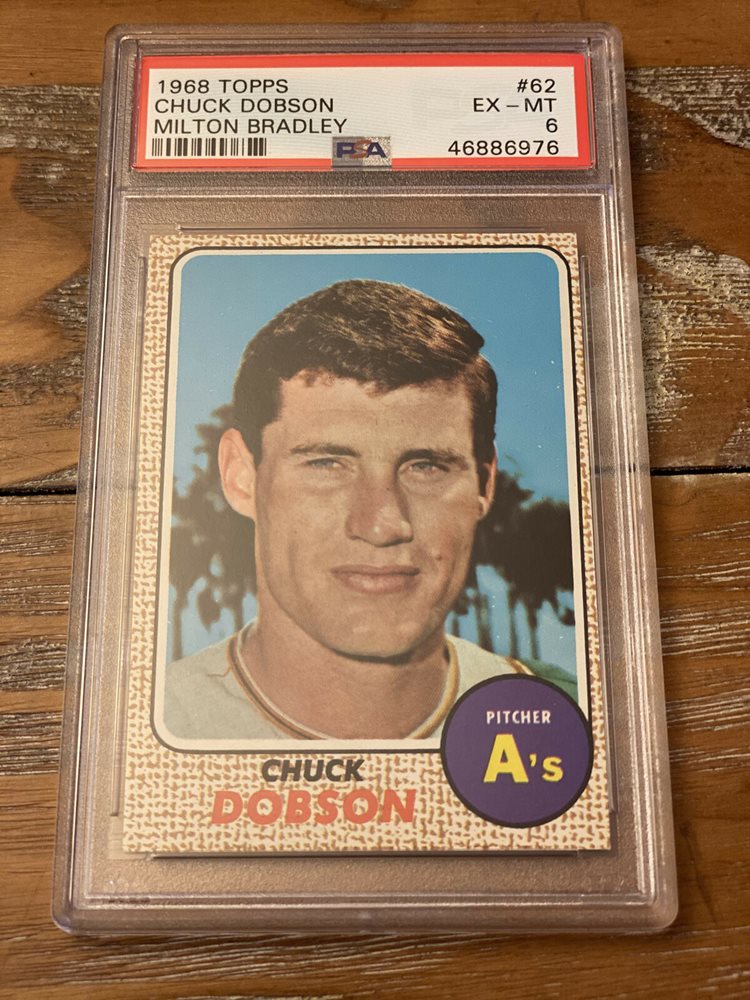 1968 TOPPS #62
CHUCK DOBSON EX – MT
MILTON BRADLEY 6
PSA 46886976
PITCHER
A's
CHUCK
DOBSON